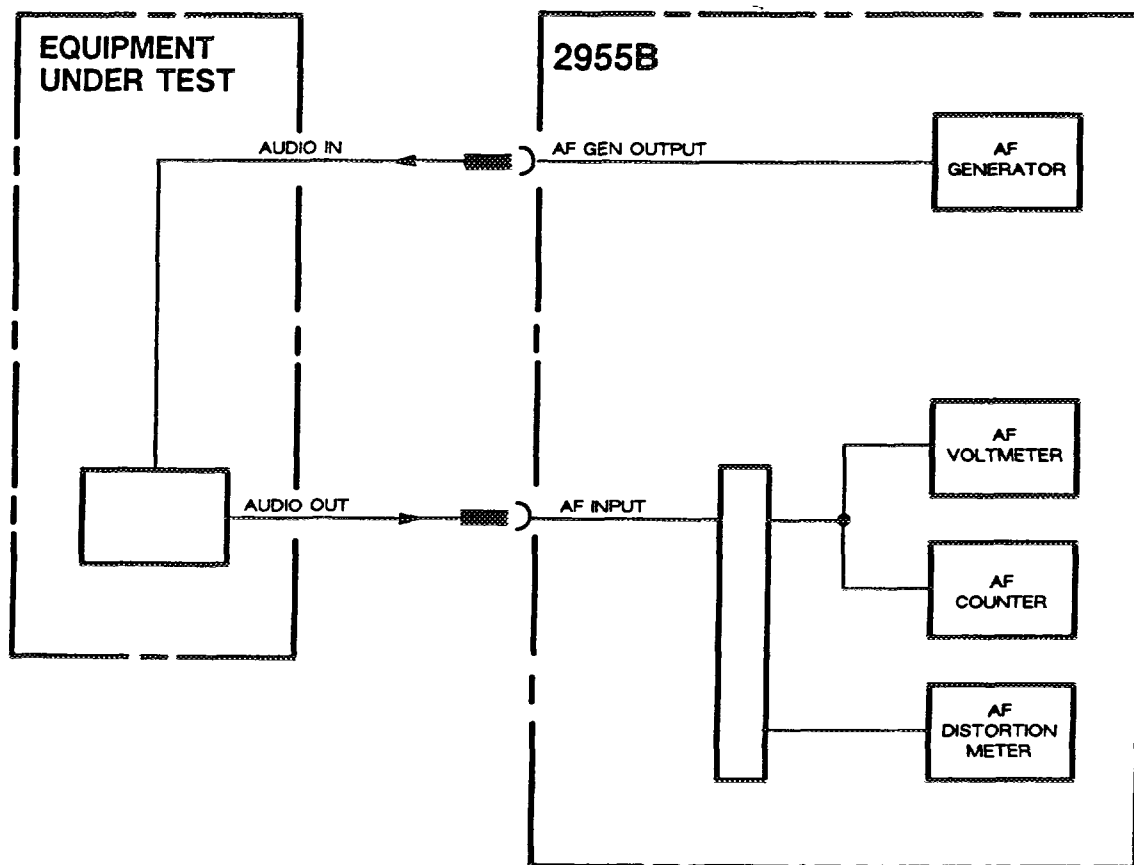 EQUIPMENT
UNDER TEST
2955B
AUDIO IN
AF GEN OUTPUT
AF
GENERATOR
AF
VOLTMETER
AUDIO OUT
AF INPUT
AF
COUNTER
AF
DISTORTION
METER